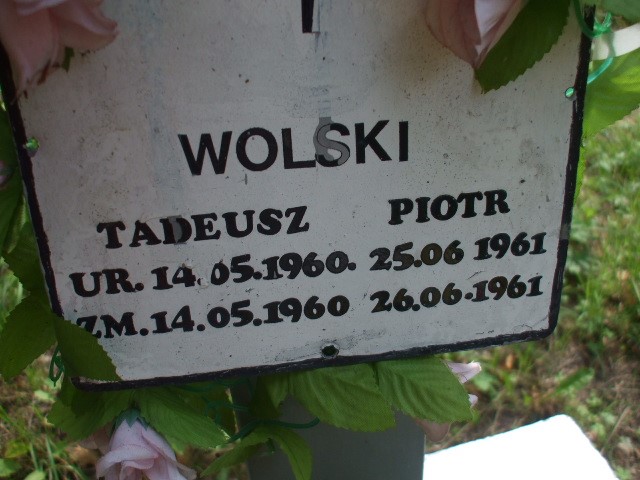 WOLSKI
TADEUSZ PIOTR
UR. 14.05.1960. 25.06 1961
ZM. 14.05.1960 26.06.1961